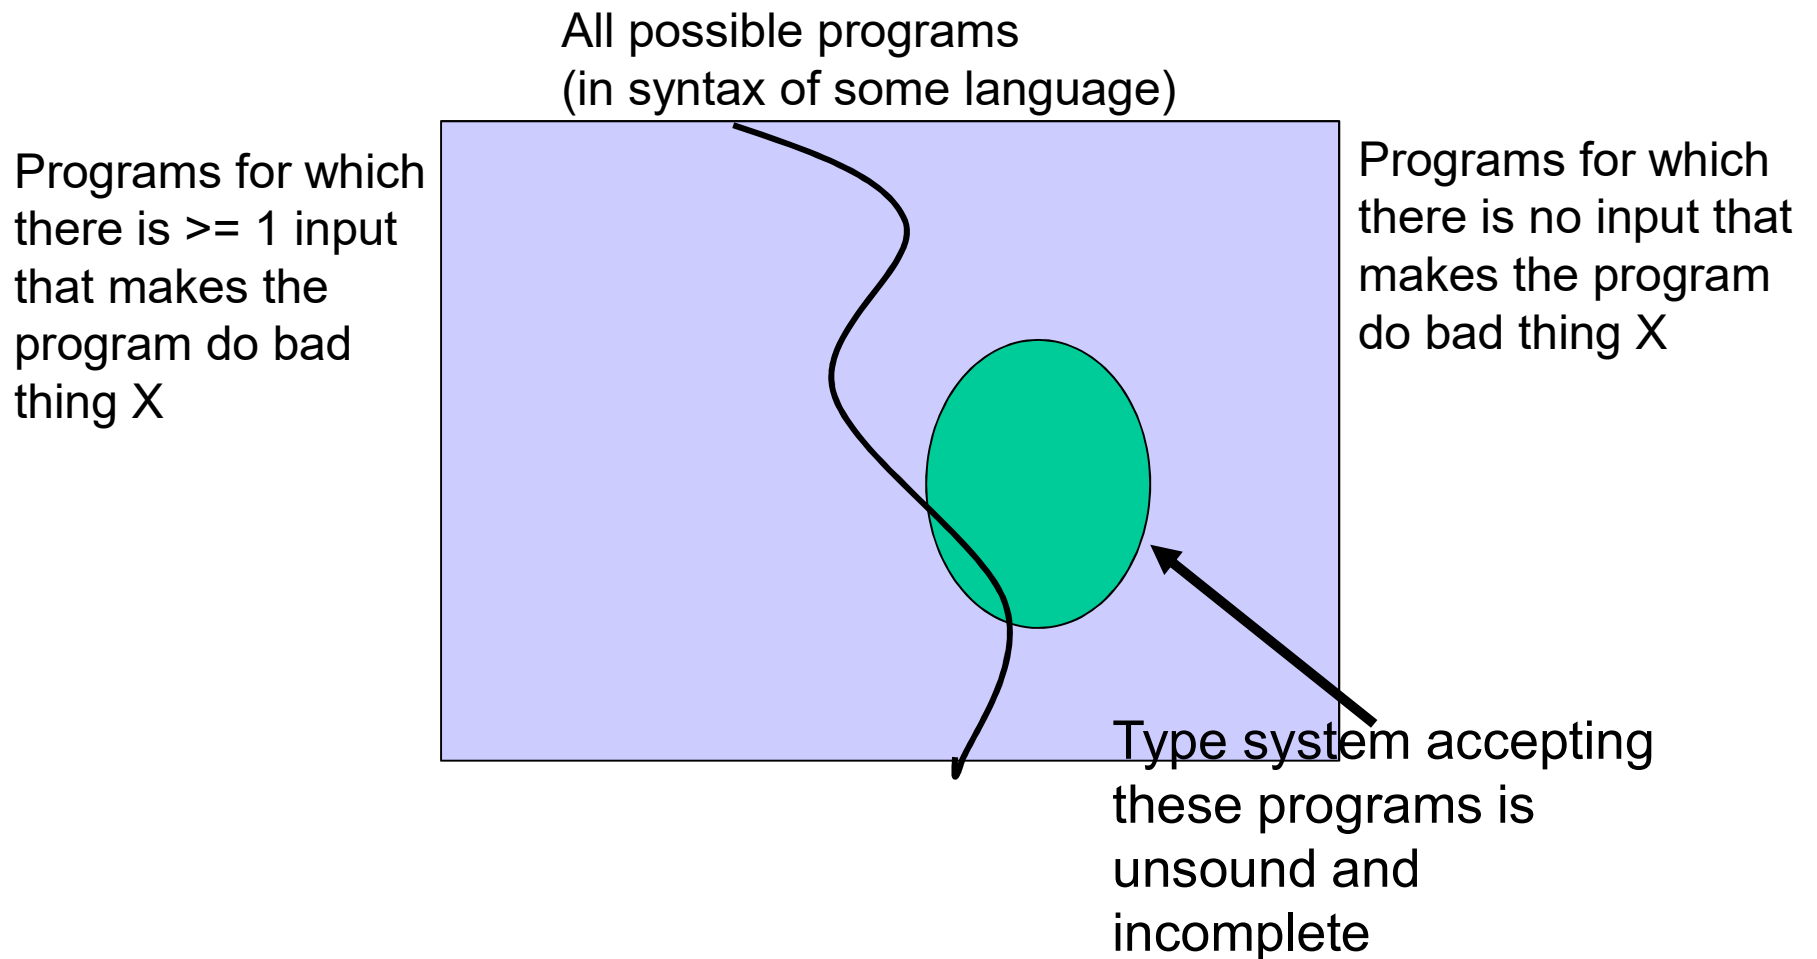 All possible programs
(in syntax of some language)
Programs for which
there is >= 1 input
that makes the
program do bad
thing X
Programs for which
there is no input that
makes the program
do bad thing X
Type system accepting
these programs is
unsound and
incomplete